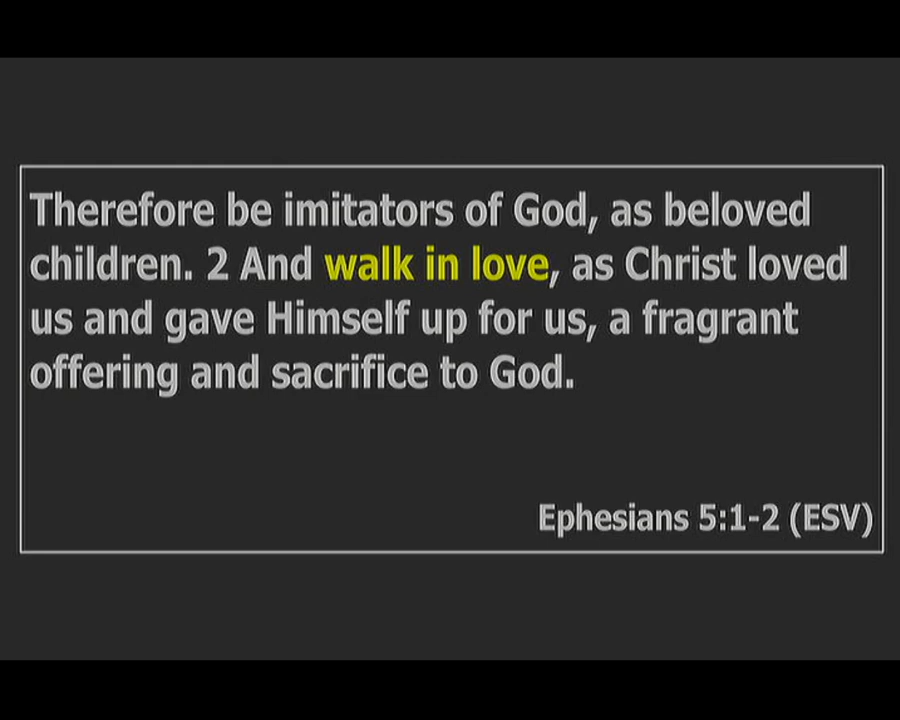 Therefore be imitators of God, as beloved
children. 2 And walk in love, as Christ loved
us and gave Himself up for us, a fragrant
offering and sacrifice to God.
Ephesians 5:1-2 (ESV)